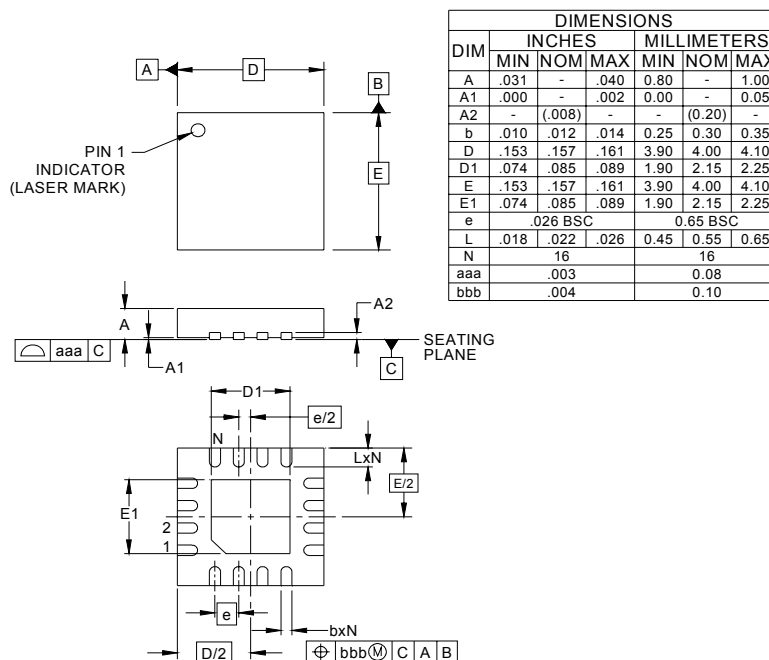 DIMENSIONS
DIM INCHES MILLIMETERS
MIN NOM MAX MIN NOM MAX
A .031 - .040 0.80 - 1.00
A1 .000 - .002 0.00 - 0.05
A2 - (.008) - - (0.20) -
b .010 .012 .014 0.25 0.30 0.35
D .153 .157 .161 3.90 4.00 4.10
D1 .074 .085 .089 1.90 2.15 2.25
E .153 .157 .161 3.90 4.00 4.10
E1 .074 .085 .089 1.90 2.15 2.25
e .026 BSC 0.65 BSC
L .018 .022 .026 0.45 0.55 0.65
N 16 16
aaa .003 0.08
bbb .004 0.10
A D
B
PIN 1
INDICATOR
(LASER MARK)
E
A A2
SEATING
PLANE
aaa C
A1
C
D1
e/2
N
LxN
E/2
E1
2
1
e
bxN
D/2
bbb M C A B